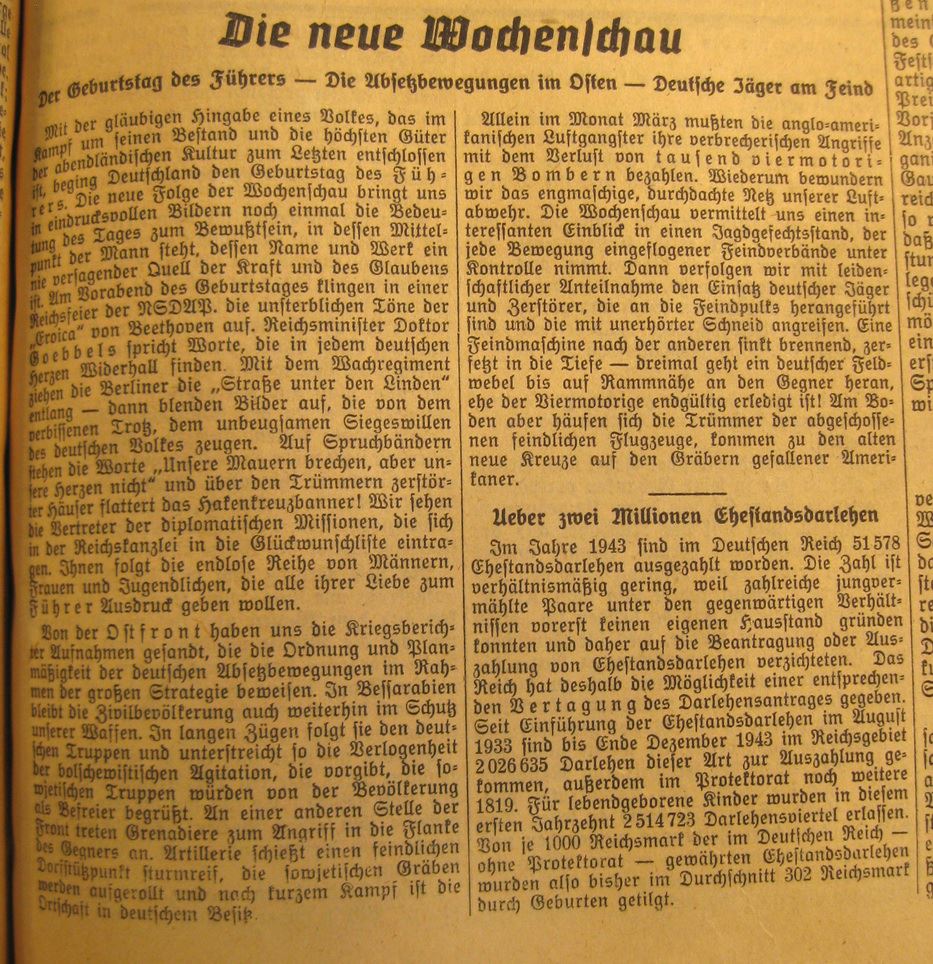 Die neue Wochenschau
Der Geburtstag des Führers — Die Absetzbewegungen im Osten — Deutsche Jäger am Feind
Mit der gläubigen Hingabe eines Volkes, das im
Kampf um seinen Bestand und die höchsten Güter
der abendländischen Kultur zum Letzten entschlossen
ist, beging Deutschland den Geburtstag des Füh-
rers. Die neue Folge der Wochenschau bringt uns
in eindrucksvollen Bildern noch einmal die Bedeu-
tung des Tages zum Bewußtsein, in dessen Mittel-
punkt der Mann steht, dessen Name und Werk ein
nie versagender Quell der Kraft und des Glaubens
ist. Am Vorabend des Geburtstages klingen in einer
Reichsfeier der NSDAP. die unsterblichen Töne der
„Eroica“ von Beethoven auf. Reichsminister Doktor
Goebbels spricht Worte, die in jedem deutschen
Herzen Widerhall finden. Mit dem Wachregiment
ziehen die Berliner die „Straße unter den Linden“
entlang — dann blenden Bilder auf, die von dem
verbissenen Trotz, dem unbeugsamen Siegeswillen
des deutschen Volkes zeugen. Auf Spruchbändern
stehen die Worte „Unsere Mauern brechen, aber un-
sere Herzen nicht“ und über den Trümmern zerstör-
ter Häuser flattert das Hakenkreuzbanner! Wir sehen
die Vertreter der diplomatischen Missionen, die sich
in der Reichskanzlei in die Glückwunschliste eintra-
gen. Ihnen folgt die endlose Reihe von Männern,
Frauen und Jugendlichen, die alle ihrer Liebe zum
Führer Ausdruck geben wollen.
Von der Ostfront haben uns die Kriegsberich-
ter Aufnahmen gesandt, die die Ordnung und Plan-
mäßigkeit der deutschen Absetzbewegungen im Rah-
men der großen Strategie beweisen. In Bessarabien
bleibt die Zivilbevölkerung auch weiterhin im Schutz
unserer Waffen. In langen Zügen folgt sie den deut-
schen Truppen und unterstreicht so die Verlogenheit
der bolschewistischen Agitation, die vorgibt, die so-
wjetischen Truppen würden von der Bevölkerung
als Befreier begrüßt. An einer anderen Stelle der
Front treten Grenadiere zum Angriff in die Flanke
des Gegners an. Artillerie schießt einen feindlichen
Dorfstützpunkt sturmreif, die sowjetischen Gräben
werden aufgerollt und nach kurzem Kampf ist die
Ortschaft in deutschem Besitz.
Allein im Monat März mußten die anglo-ameri-
kanischen Luftgangster ihre verbrecherischen Angriffe
mit dem Verlust von tausend viermotori-
gen Bombern bezahlen. Wiederum bewundern
wir das engmaschige, durchdachte Netz unserer Luft-
abwehr. Die Wochenschau vermittelt uns einen in-
teressanten Einblick in einen Jagdgefechtsstand, der
jede Bewegung eingeflogener Feindverbände unter
Kontrolle nimmt. Dann verfolgen wir mit leiden-
schaftlicher Anteilnahme den Einsatz deutscher Jäger
und Zerstörer, die an die Feindpulks herangeführt
sind und die mit unerhörter Schneid angreifen. Eine
Feindmaschine nach der anderen sinkt brennend, zer-
fetzt in die Tiefe — dreimal geht ein deutscher Feld-
webel bis auf Rammnähe an den Gegner heran,
ehe der Viermotorige endgültig erledigt ist! Am Bo-
den aber häufen sich die Trümmer der abgeschosse-
nen feindlichen Flugzeuge, kommen zu den alten
neue Kreuze auf den Gräbern gefallener Ameri-
kaner.
Ueber zwei Millionen Ehestandsdarlehen
Im Jahre 1943 sind im Deutschen Reich 51 578
Ehestandsdarlehen ausgezahlt worden. Die Zahl ist
verhältnismäßig gering, weil zahlreiche jungver-
mählte Paare unter den gegenwärtigen Verhält-
nissen vorerst keinen eigenen Hausstand gründen
konnten und daher auf die Beantragung oder Aus-
zahlung von Ehestandsdarlehen verzichteten. Das
Reich hat deshalb die Möglichkeit einer entsprechen-
den Vertagung des Darlehensantrages gegeben.
Seit Einführung der Ehestandsdarlehen im August
1933 sind bis Ende Dezember 1943 im Reichsgebiet
2 026 635 Darlehen dieser Art zur Auszahlung ge-
kommen, außerdem im Protektorat noch weitere
1819. Für lebendgeborene Kinder wurden in diesem
ersten Jahrzehnt 2 514 723 Darlehensviertel erlassen.
Von je 1000 Reichsmark der im Deutschen Reich —
ohne Protektorat — gewährten Ehestandsdarlehen
wurden also bisher im Durchschnitt 302 Reichsmark
durch Geburten getilgt.